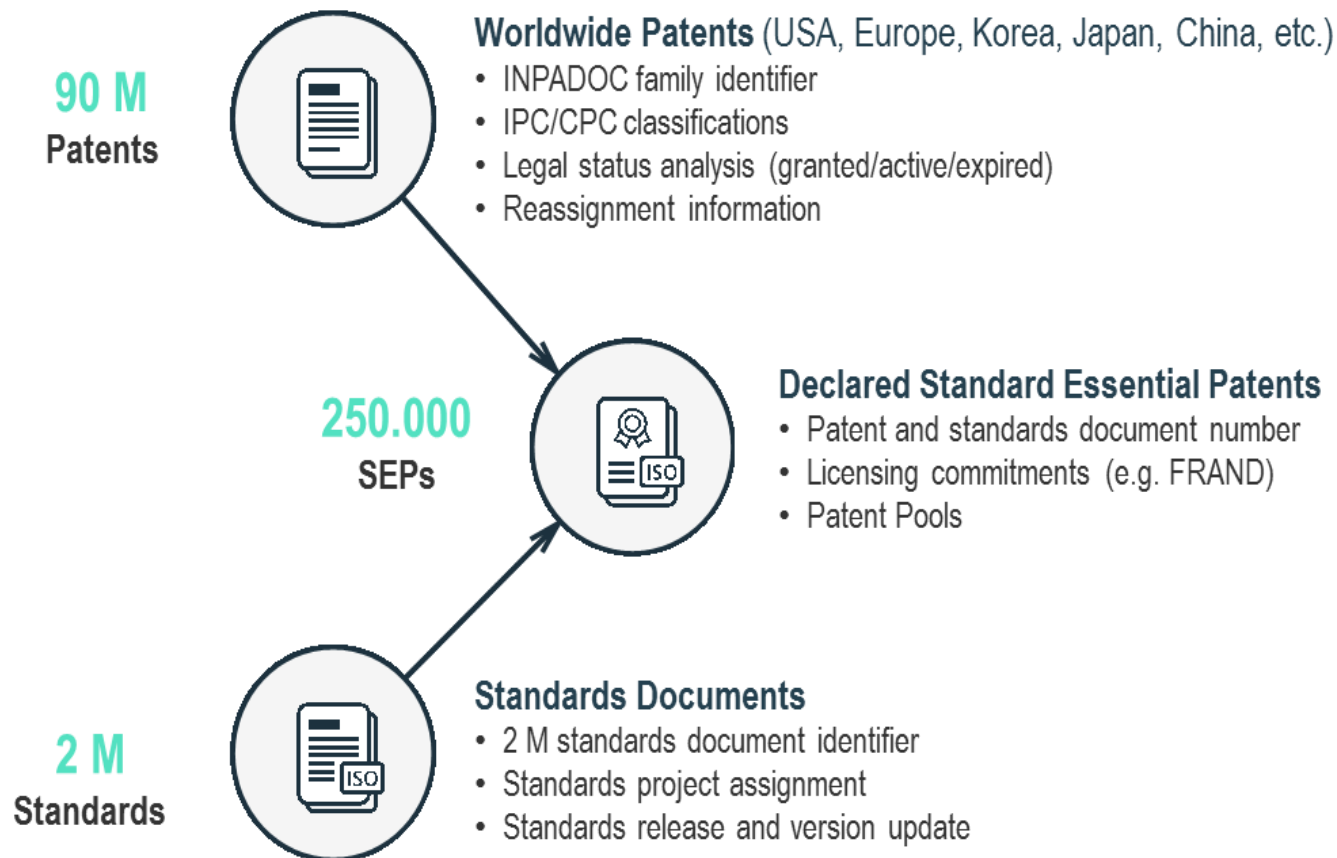 90 M
Patents
Worldwide Patents (USA, Europe, Korea, Japan, China, etc.)
• INPADOC family identifier
• IPC/CPC classifications
• Legal status analysis (granted/active/expired)
• Reassignment information
250.000
SEPs
ISO
Declared Standard Essential Patents
• Patent and standards document number
• Licensing commitments (e.g. FRAND)
• Patent Pools
2 M
Standards
ISO
Standards Documents
• 2 M standards document identifier
• Standards project assignment
• Standards release and version update